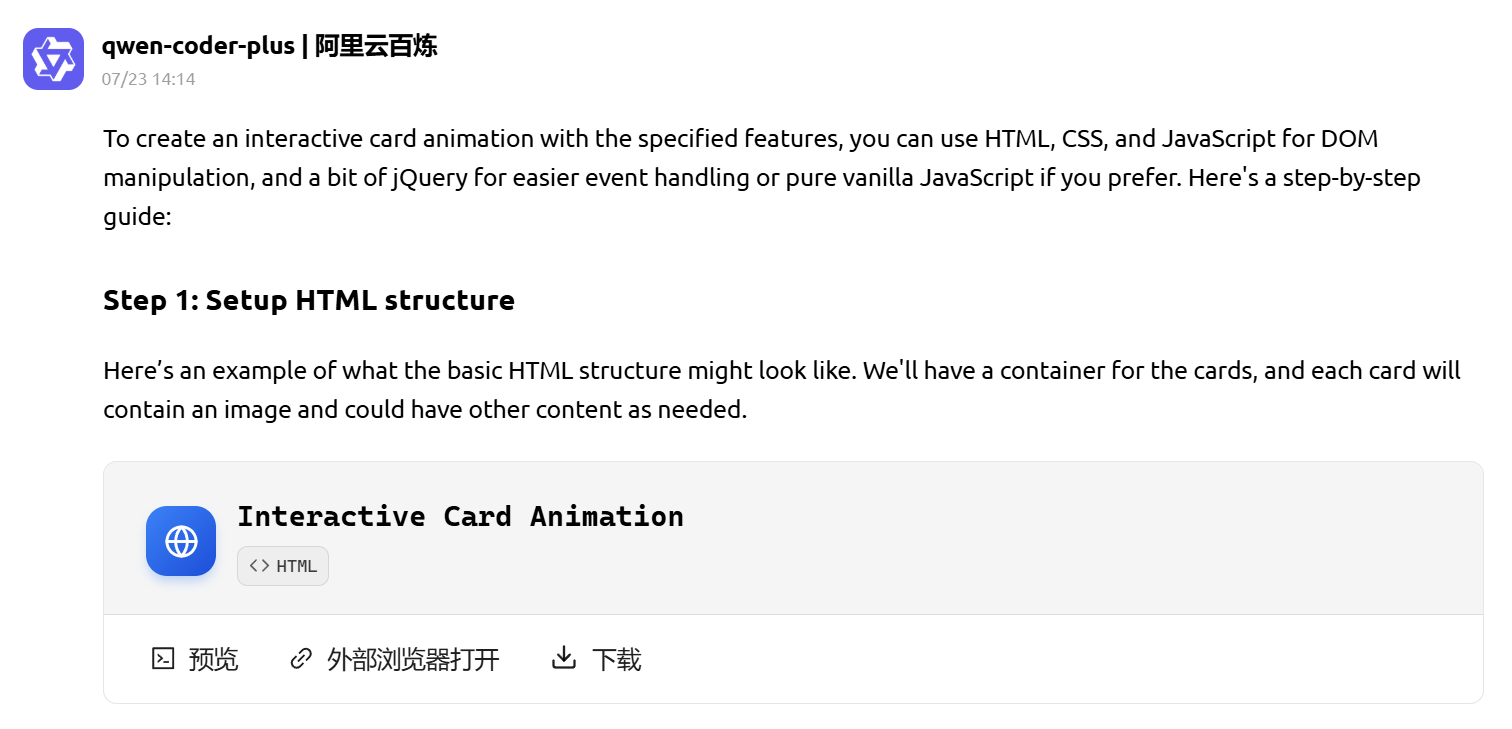 qwen-coder-plus | 阿里云百炼
07/23 14:14
To create an interactive card animation with the specified features, you can use HTML, CSS, and JavaScript for DOM
manipulation, and a bit of jQuery for easier event handling or pure vanilla JavaScript if you prefer. Here's a step-by-step
guide:
Step 1: Setup HTML structure
Here’s an example of what the basic HTML structure might look like. We'll have a container for the cards, and each card will
contain an image and could have other content as needed.
Interactive Card Animation
<> HTML
预览 外部浏览器打开 下载